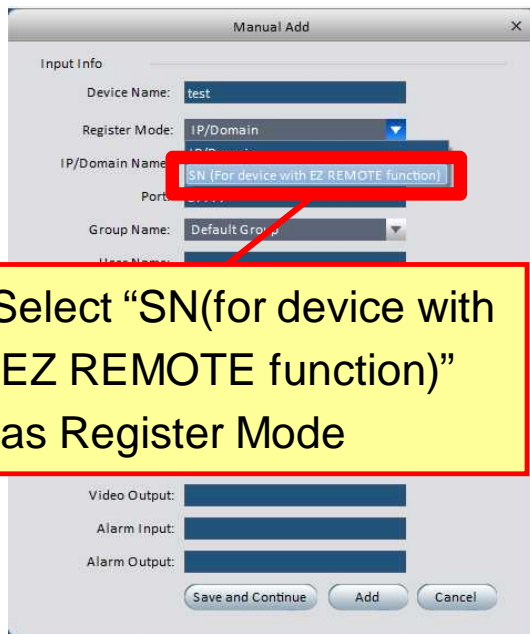 Manual Add
Input Info
Device Name: test
Register Mode: IP/Domain
IP/Domain Name
SN (For device with EZ REMOTE function)
Port:
Group Name: Default Group
Select “SN(for device with
EZ REMOTE function)”
as Register Mode
Video Output:
Alarm Input:
Alarm Output:
Save and Continue Add Cancel